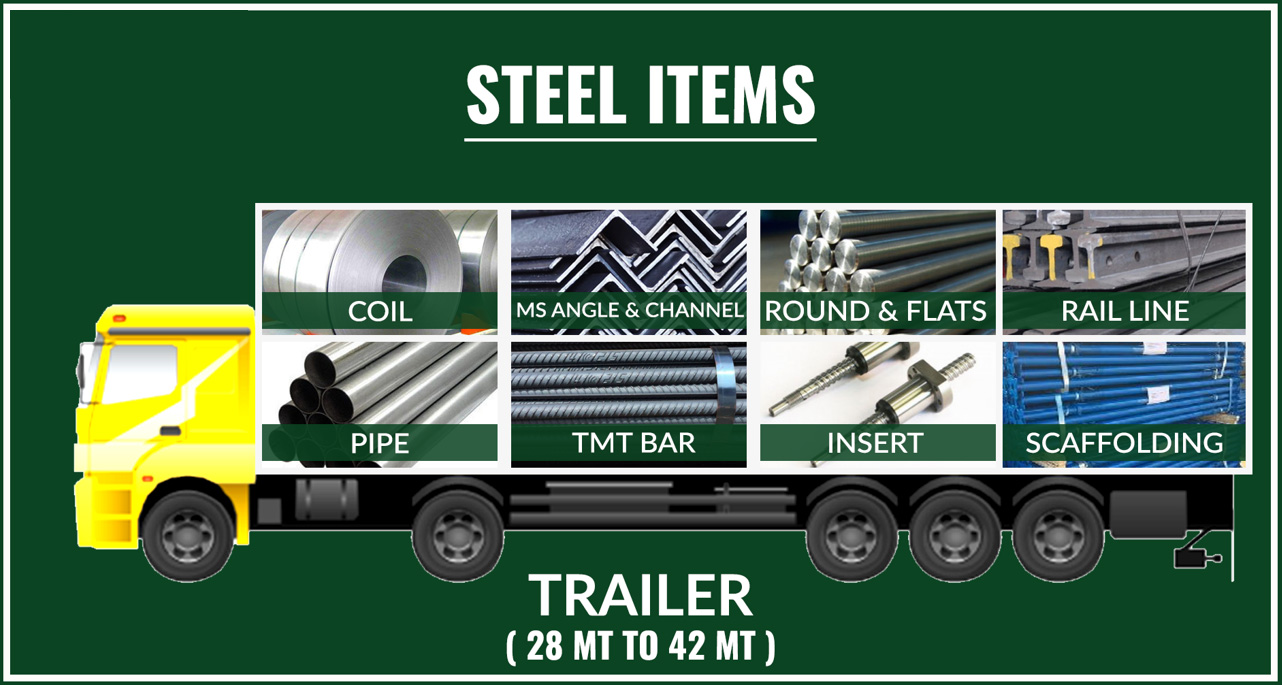 STEEL ITEMS
COIL
MS ANGLE & CHANNEL
ROUND & FLATS
RAIL LINE
PIPE
TMT BAR
INSERT
SCAFFOLDING
TRAILER
( 28 MT TO 42 MT )